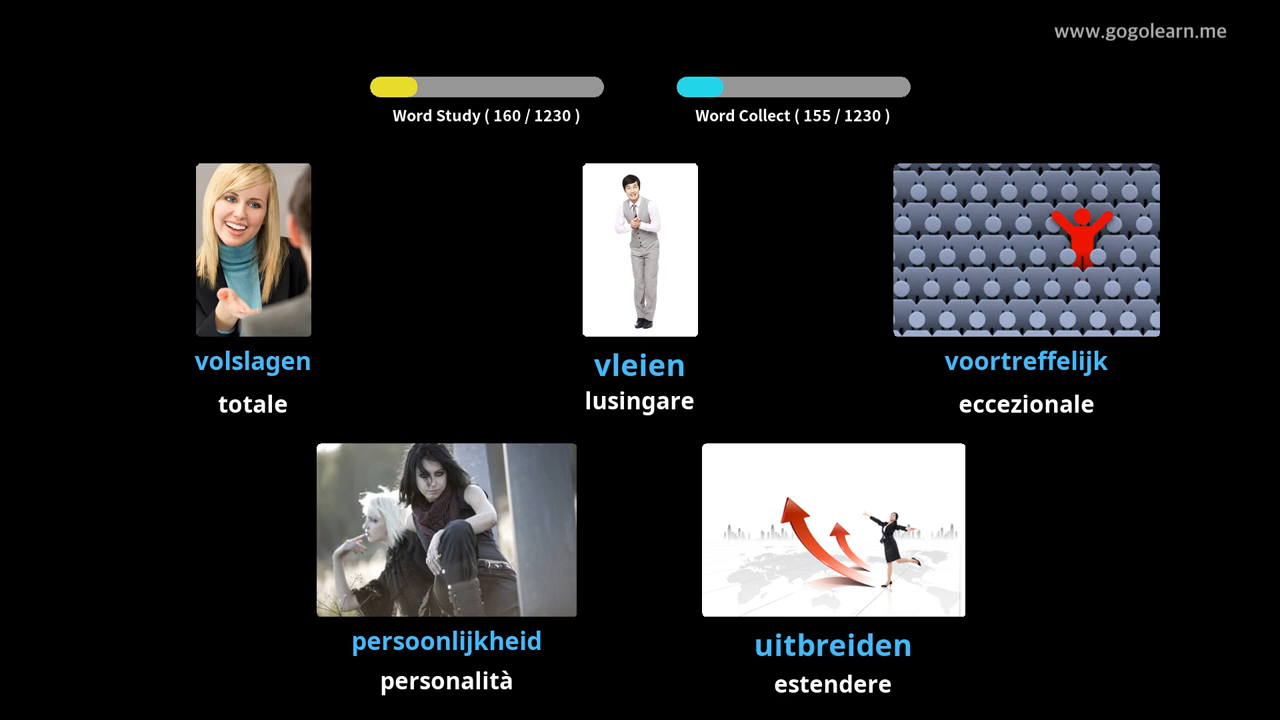 www.gogolearn.me
Word Study ( 160 / 1230 )
Word Collect ( 155 / 1230 )
volslagen
totale
vleien
lusingare
voortreffelijk
eccezionale
persoonlijkheid
personalità
uitbreiden
estendere